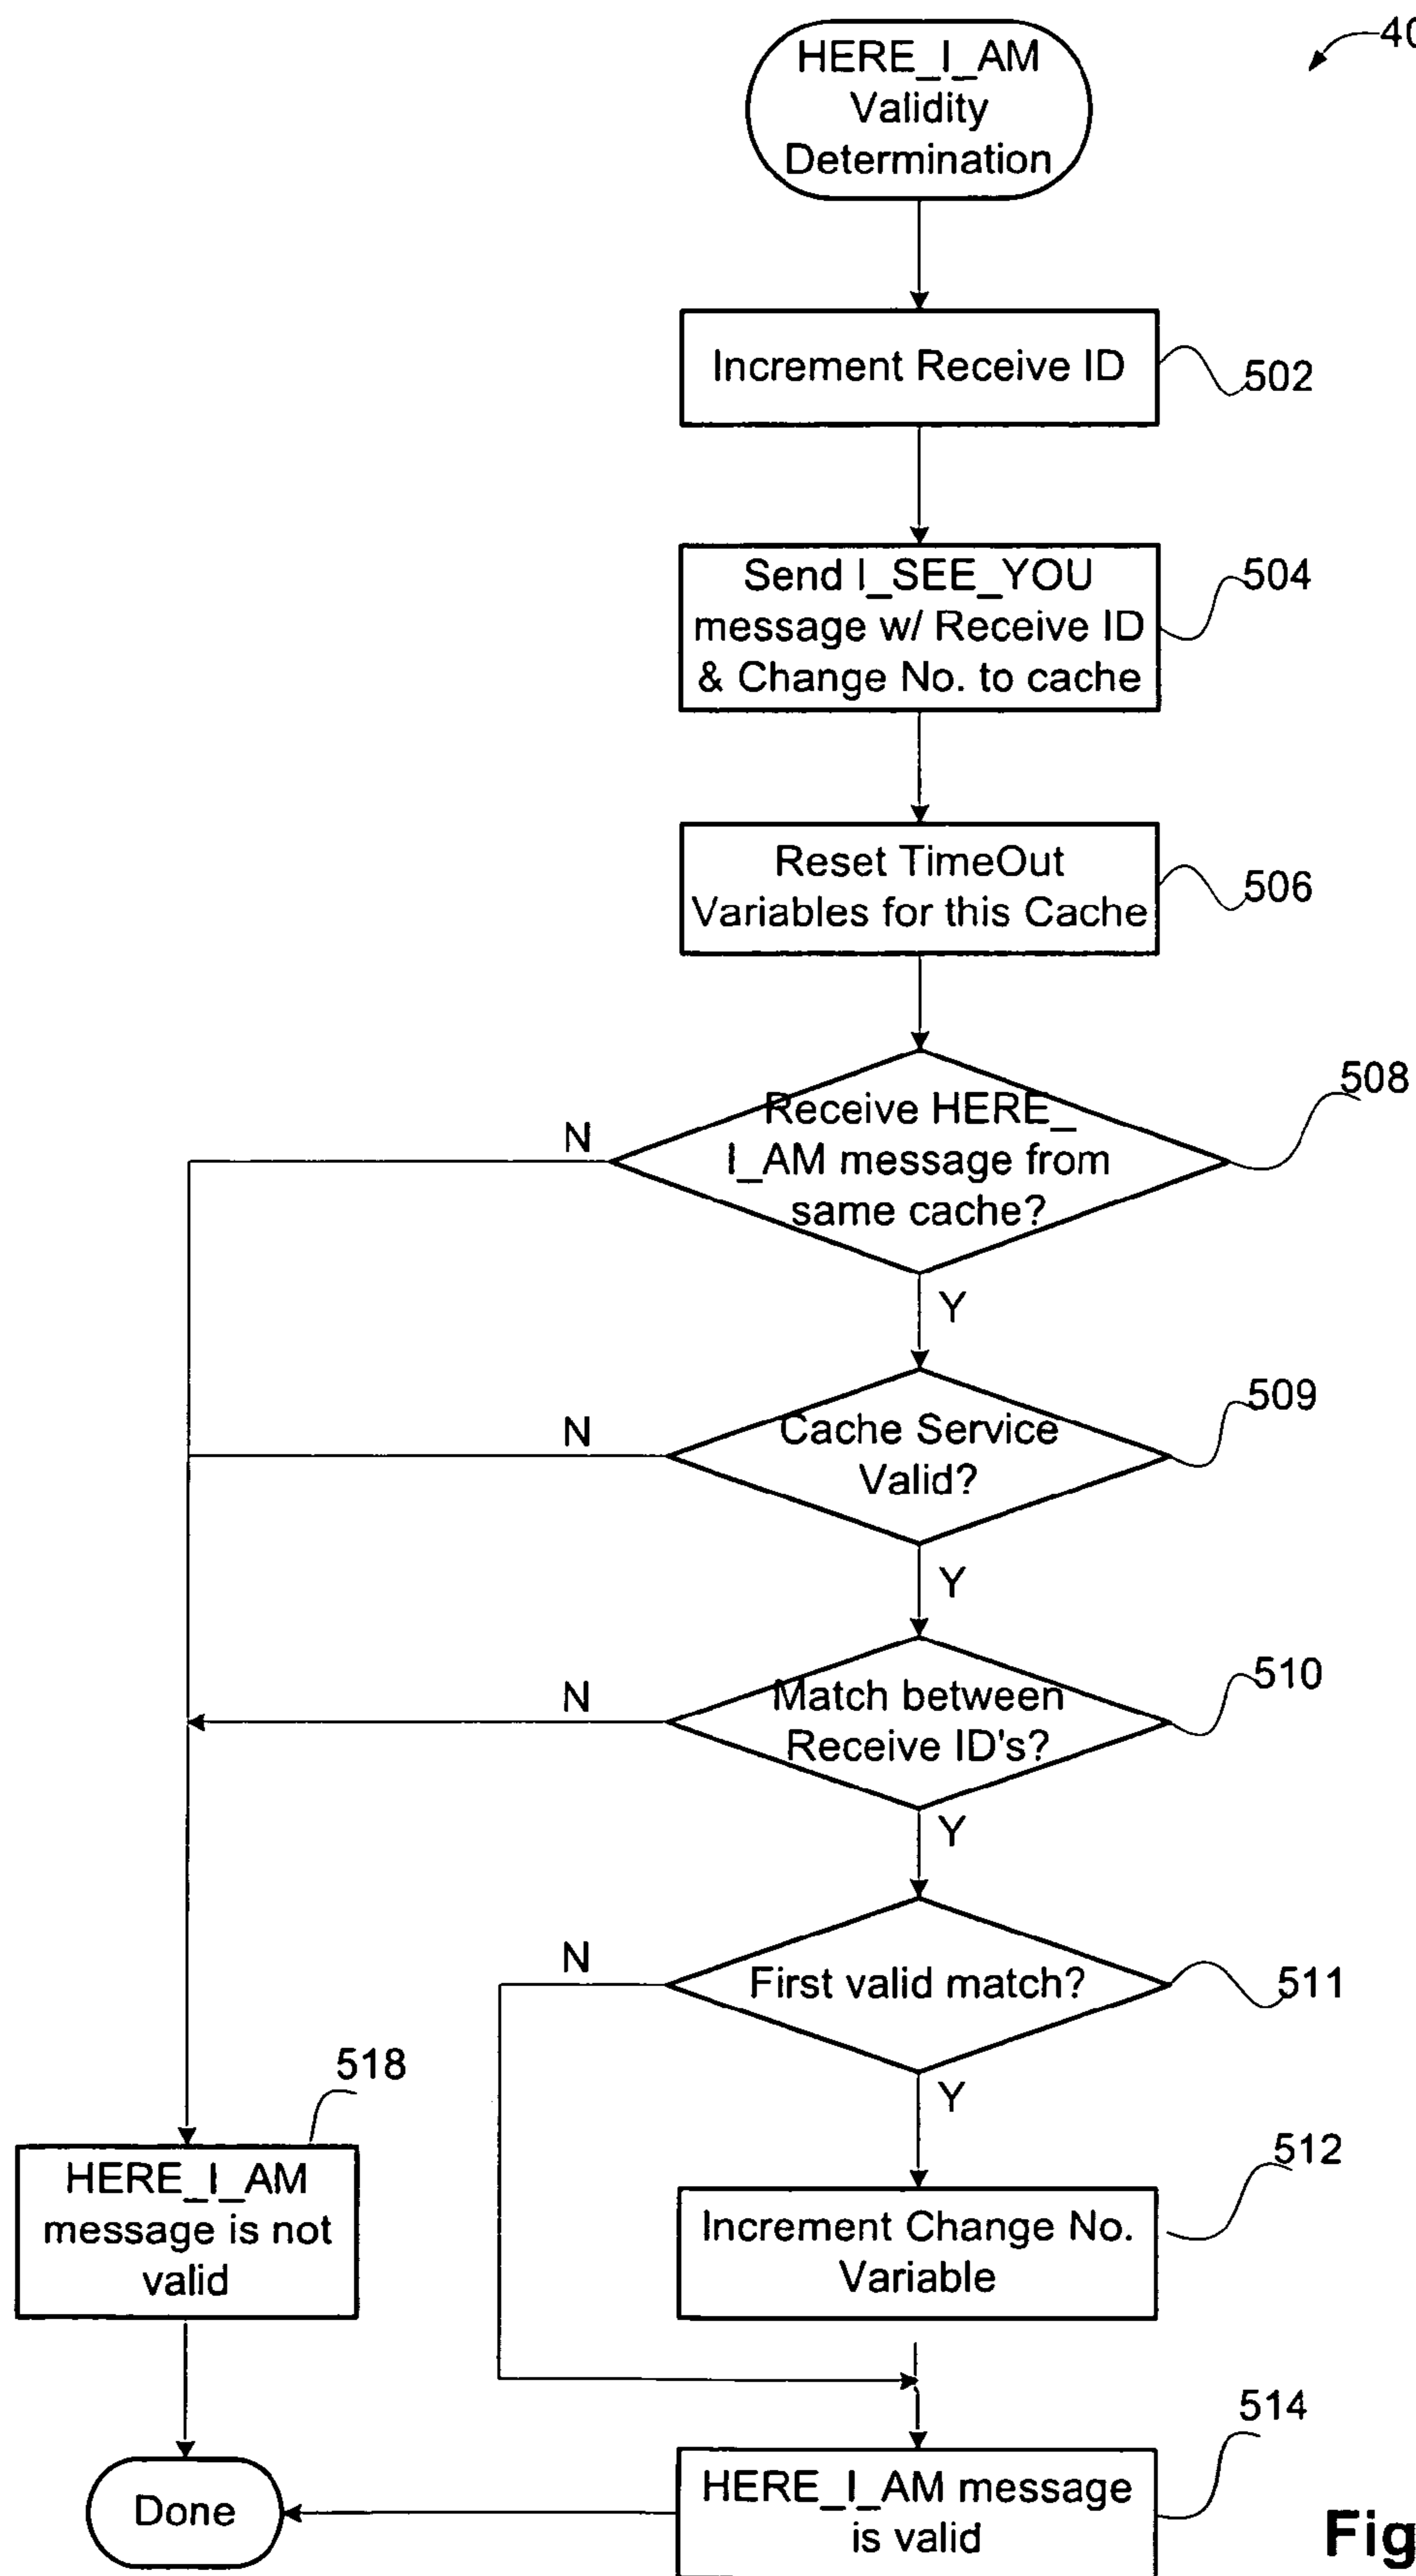 HERE_I_AM
Validity
Determination
Increment Receive ID
502
Send I_SEE_YOU
message w/ Receive ID
& Change No. to cache
504
Reset TimeOut
Variables for this Cache
506
Receive HERE_
I_AM message from
same cache?
508
N
Y
Cache Service
Valid?
509
N
Y
Match between
Receive ID's?
510
N
Y
First valid match?
511
N
Y
518
HERE_I_AM
message is not
valid
Increment Change No.
Variable
512
514
HERE_I_AM message
is valid
Done
Fig